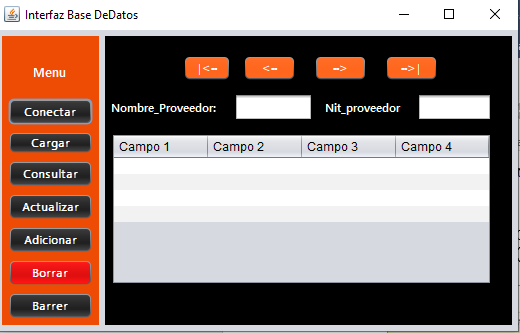 Interfaz Base DeDatos
Menu
Conectar
Cargar
Consultar
Actualizar
Adicionar
Borrar
Barrer
|<-- <-- --> -->|
Nombre_Proveedor: Nit_proveedor
Campo 1 Campo 2 Campo 3 Campo 4